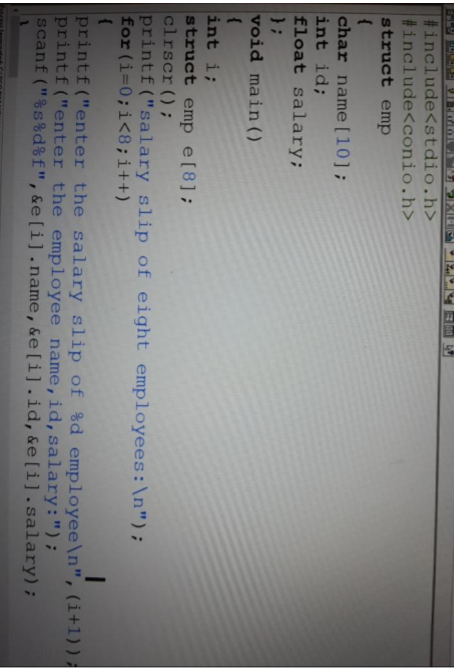 #include<stdio.h>
#include<conio.h>
struct emp
{
char name[10];
int id;
float salary;
};
void main()
{
int i;
struct emp e[8];
clrscr();
printf("salary slip of eight employees:\n");
for(i=0;i<8;i++)
{
printf("enter the salary slip of %d employee\n",(i+1));
printf("enter the employee name,id,salary:");
scanf("%s%d%f",&e[i].name,&e[i].id,&e[i].salary);
}